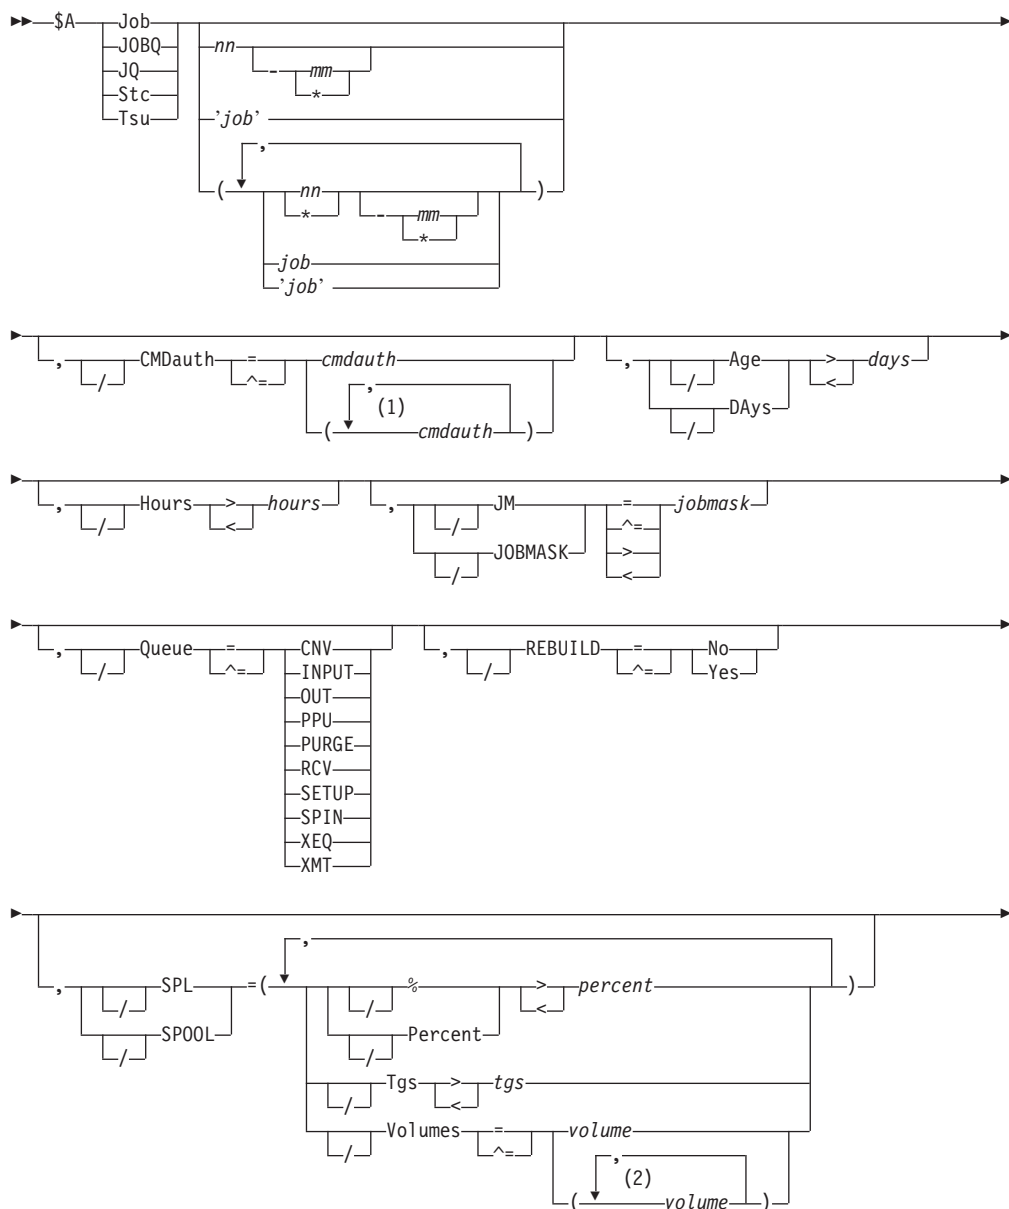 $A Job
JOBQ nn
JQ - mm
Stc *
Tsu 'job'
,
( nn )
* - mm
*
job
'job'
, / CMDauth = cmdauth , / Age > days
^= , <
(1) / DAys
( cmdauth )
, / Hours > hours , / JM = jobmask
< ^=
/ JOBMASK >
<
, / Queue = CNV , / REBUILD = No
^= INPUT ^= Yes
OUT
PPU
PURGE
RCV
SETUP
SPIN
XEQ
XMT
,
, / SPL =( / % > percent )
/ SPOOL / Percent <
/ Tgs > tgs
<
/ Volumes = volume
^= ,
(2)
( volume )